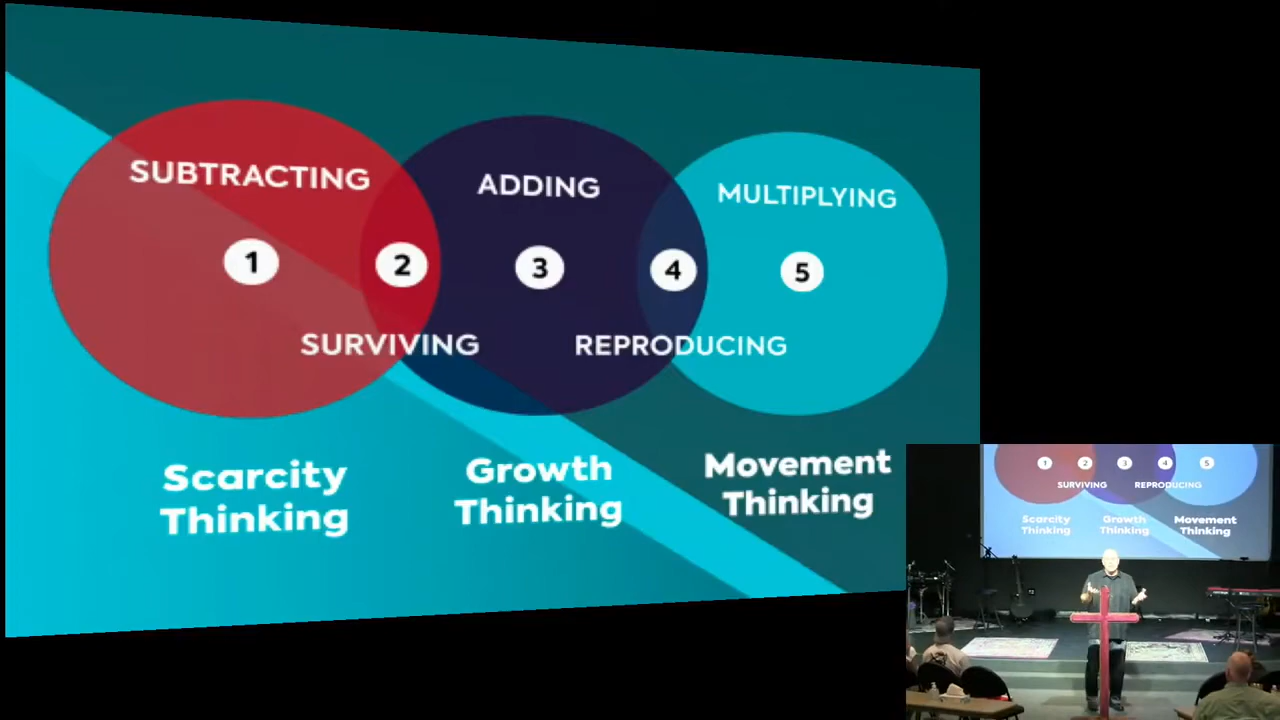 SUBTRACTING
ADDING
MULTIPLYING
1
2
3
4
5
SURVIVING
REPRODUCING
Scarcity
Thinking
Growth
Thinking
Movement
Thinking
1
2
3
4
5
SURVIVING
REPRODUCING
Scarcity
Thinking
Growth
Thinking
Movement
Thinking